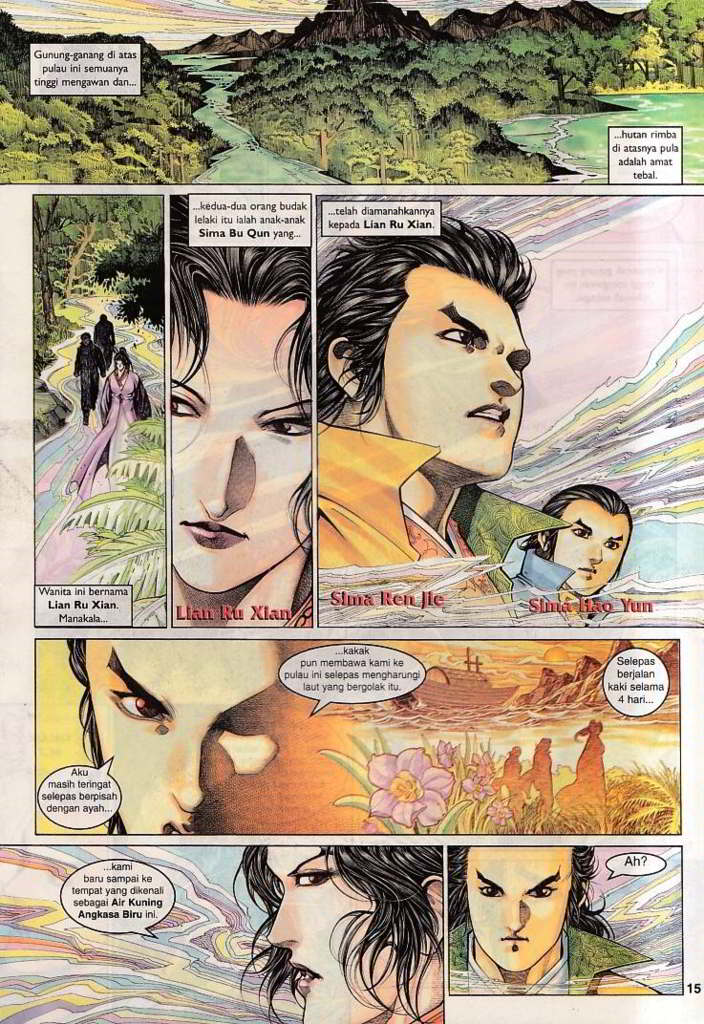 Gunung-ganang di atas
pulau ini semuanya
tinggi mengawan dan...
...hutan rimba
di atasnya pula
adalah amat
tebal.
Wanita ini bernama
Lian Ru Xian.
Manakala...
...kedua-dua orang budak
lelaki itu ialah anak-anak
Sima Bu Qun yang...
Lian Ru Xian
...telah diamanahkannya
kepada Lian Ru Xian.
Sima Ren Jie
Sima Hao Yun
Aku
masih teringat
selepas berpisah
dengan ayah...
...kakak
pun membawa kami ke
pulau ini selepas mengharungi
laut yang bergolak itu.
Selepas
berjalan
kaki selama
4 hari...
...kami
baru sampai ke
tempat yang dikenali
sebagai Air Kuning
Angkasa Biru ini.
Ah?
15